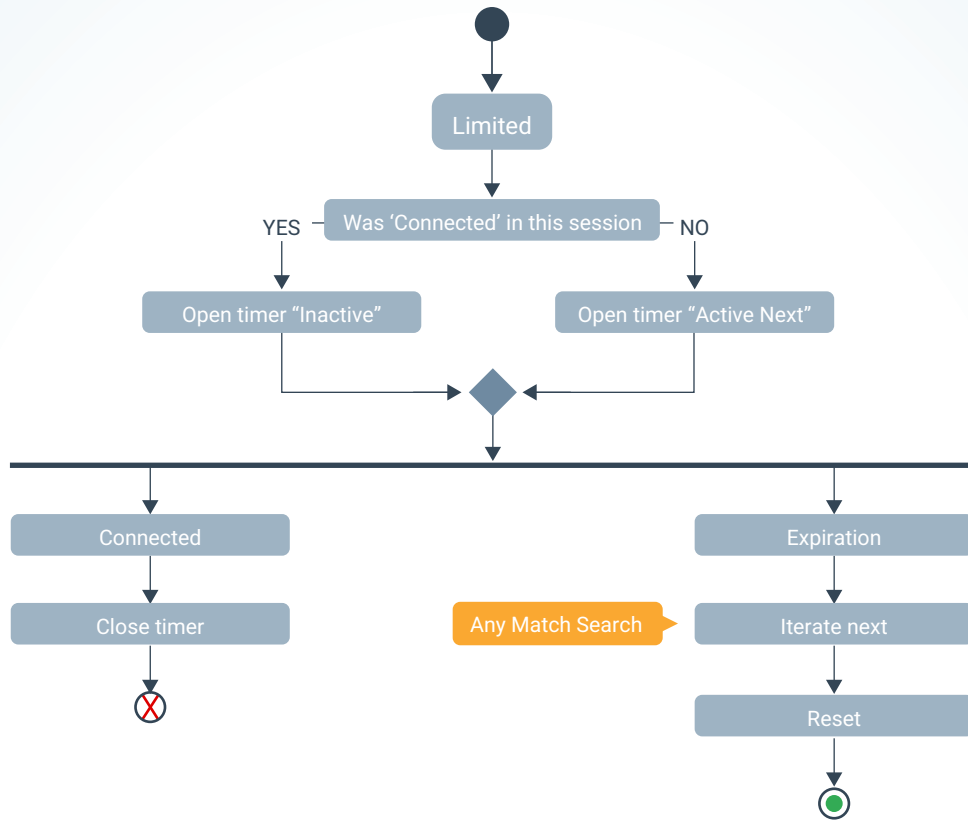 Limited
YES
Was ‘Connected’ in this session
NO
Open timer “Inactive”
Open timer “Active Next”
Connected
Expiration
Close timer
Any Match Search
Iterate next
Reset